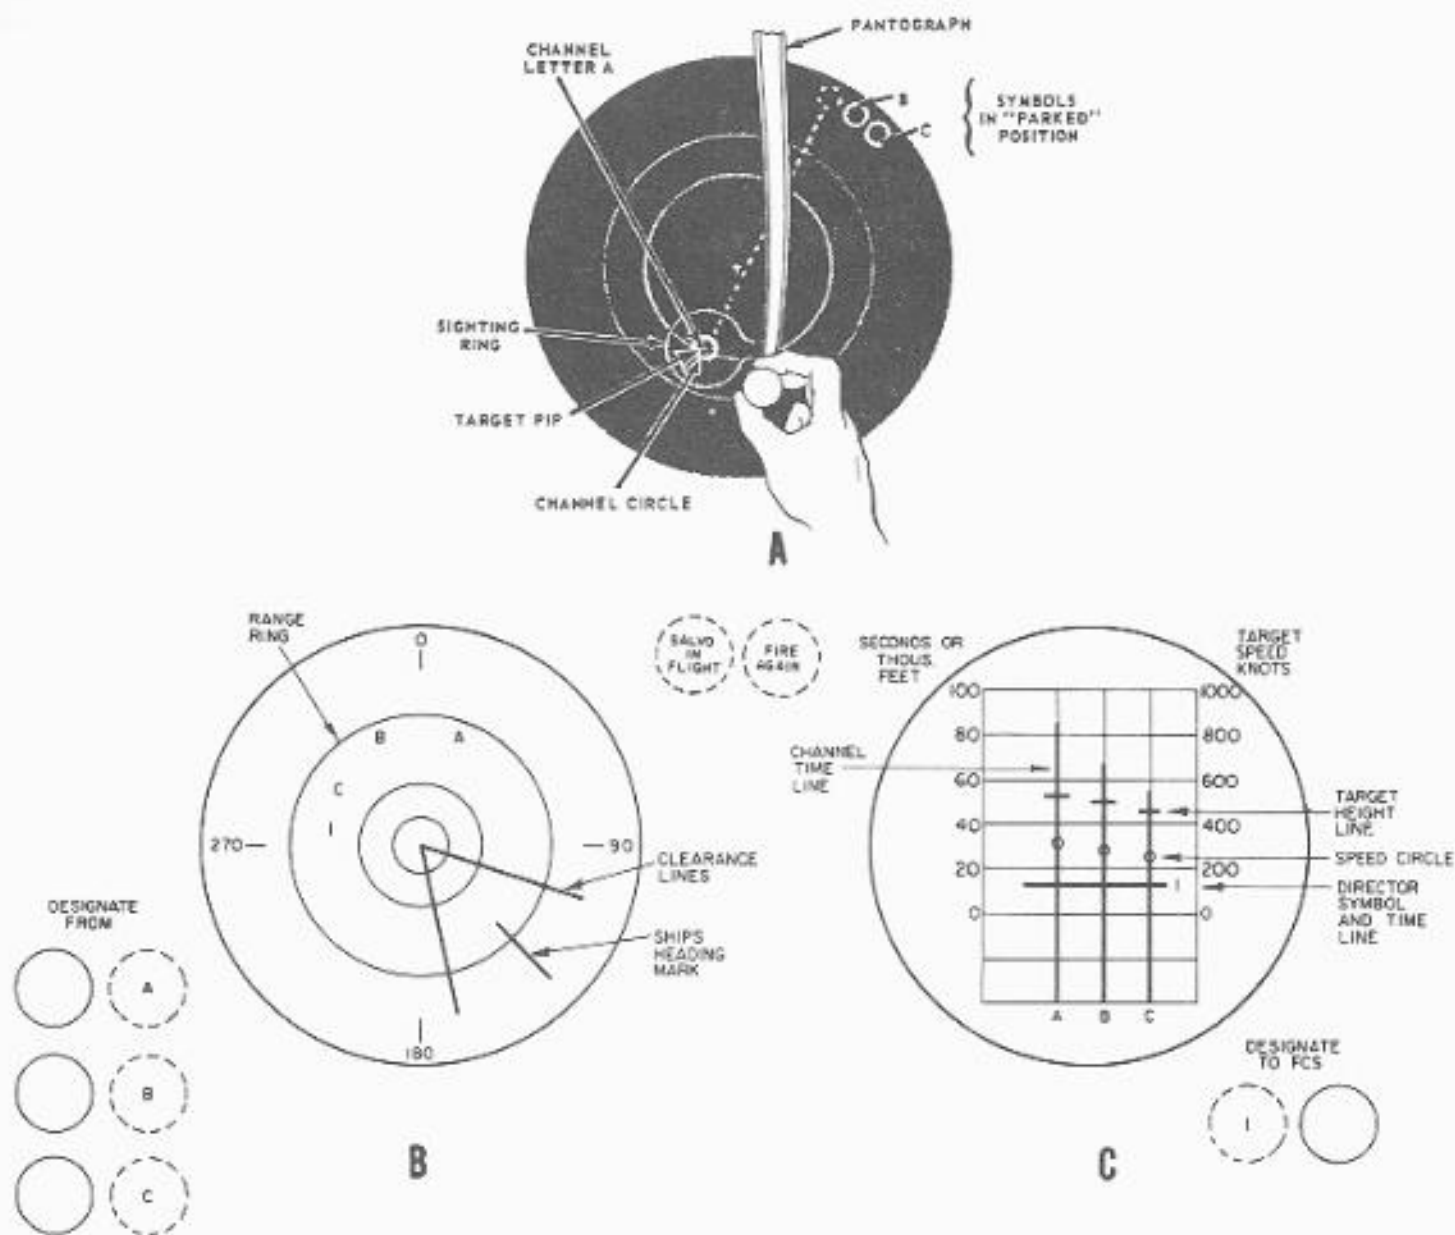 PANTOGRAPH
CHANNEL
LETTER A
B
C
SYMBOLS
IN "PARKED"
POSITION
SIGHTING
RING
TARGET PIP
CHANNEL CIRCLE
A
RANGE
RING
0
B
A
C
I
270
90
180
CLEARANCE
LINES
SHIP'S
HEADING
MARK
SALVO
IN
FLIGHT
FIRE
AGAIN
DESIGNATE
FROM
A
B
C
B
SECONDS OR
THOUS.
FEET
TARGET
SPEED
KNOTS
100
80
60
40
20
0
1000
800
600
400
200
0
CHANNEL
TIME
LINE
TARGET
HEIGHT
LINE
SPEED CIRCLE
I
DIRECTOR
SYMBOL
AND TIME
LINE
A B C
DESIGNATE
TO FCS
I
C